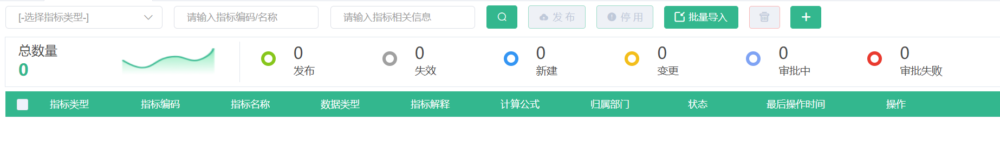 [-选择指标类型-] 请输入指标编码/名称 请输入指标相关信息 发布 停用 批量导入
总数量
0
0
发布
0
失效
0
新建
0
变更
0
审批中
0
审批失败
指标类型 指标编码 指标名称 数据类型 指标解释 计算公式 归属部门 状态 最后操作时间 操作